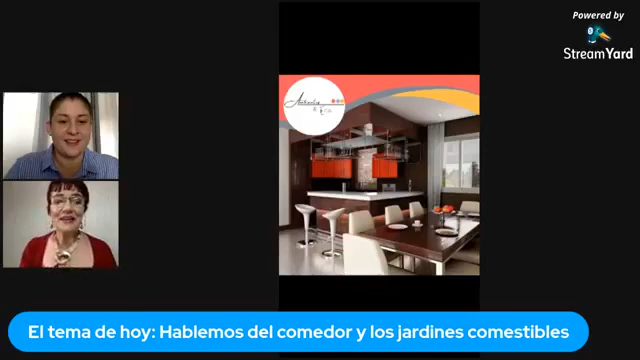 Powered by
StreamYard
El tema de hoy: Hablemos del comedor y los jardines comestibles